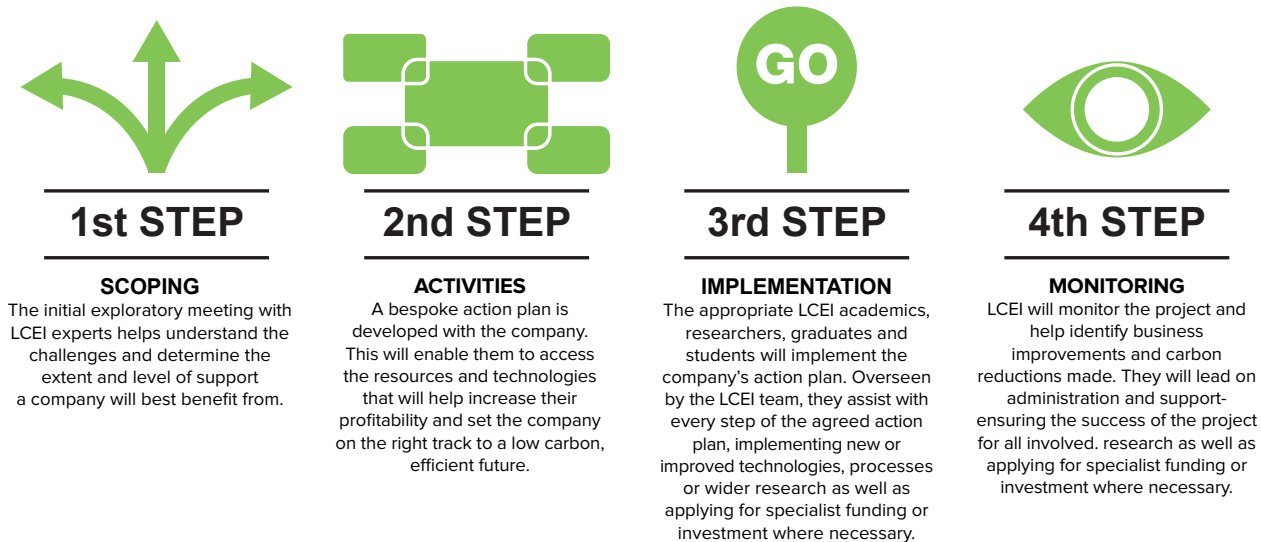 GO
1st STEP
SCOPING
The initial exploratory meeting with
LCEI experts helps understand the
challenges and determine the
extent and level of support
a company will best benefit from.
2nd STEP
ACTIVITIES
A bespoke action plan is
developed with the company.
This will enable them to access
the resources and technologies
that will help increase their
profitability and set the company
on the right track to a low carbon,
efficient future.
3rd STEP
IMPLEMENTATION
The appropriate LCEI academics,
researchers, graduates and
students will implement the
company’s action plan. Overseen
by the LCEI team, they assist with
every step of the agreed action
plan, implementing new or
improved technologies, processes
or wider research as well as
applying for specialist funding or
investment where necessary.
4th STEP
MONITORING
LCEI will monitor the project and
help identify business
improvements and carbon
reductions made. They will lead on
administration and support-
ensuring the success of the project
for all involved. research as well as
applying for specialist funding or
investment where necessary.